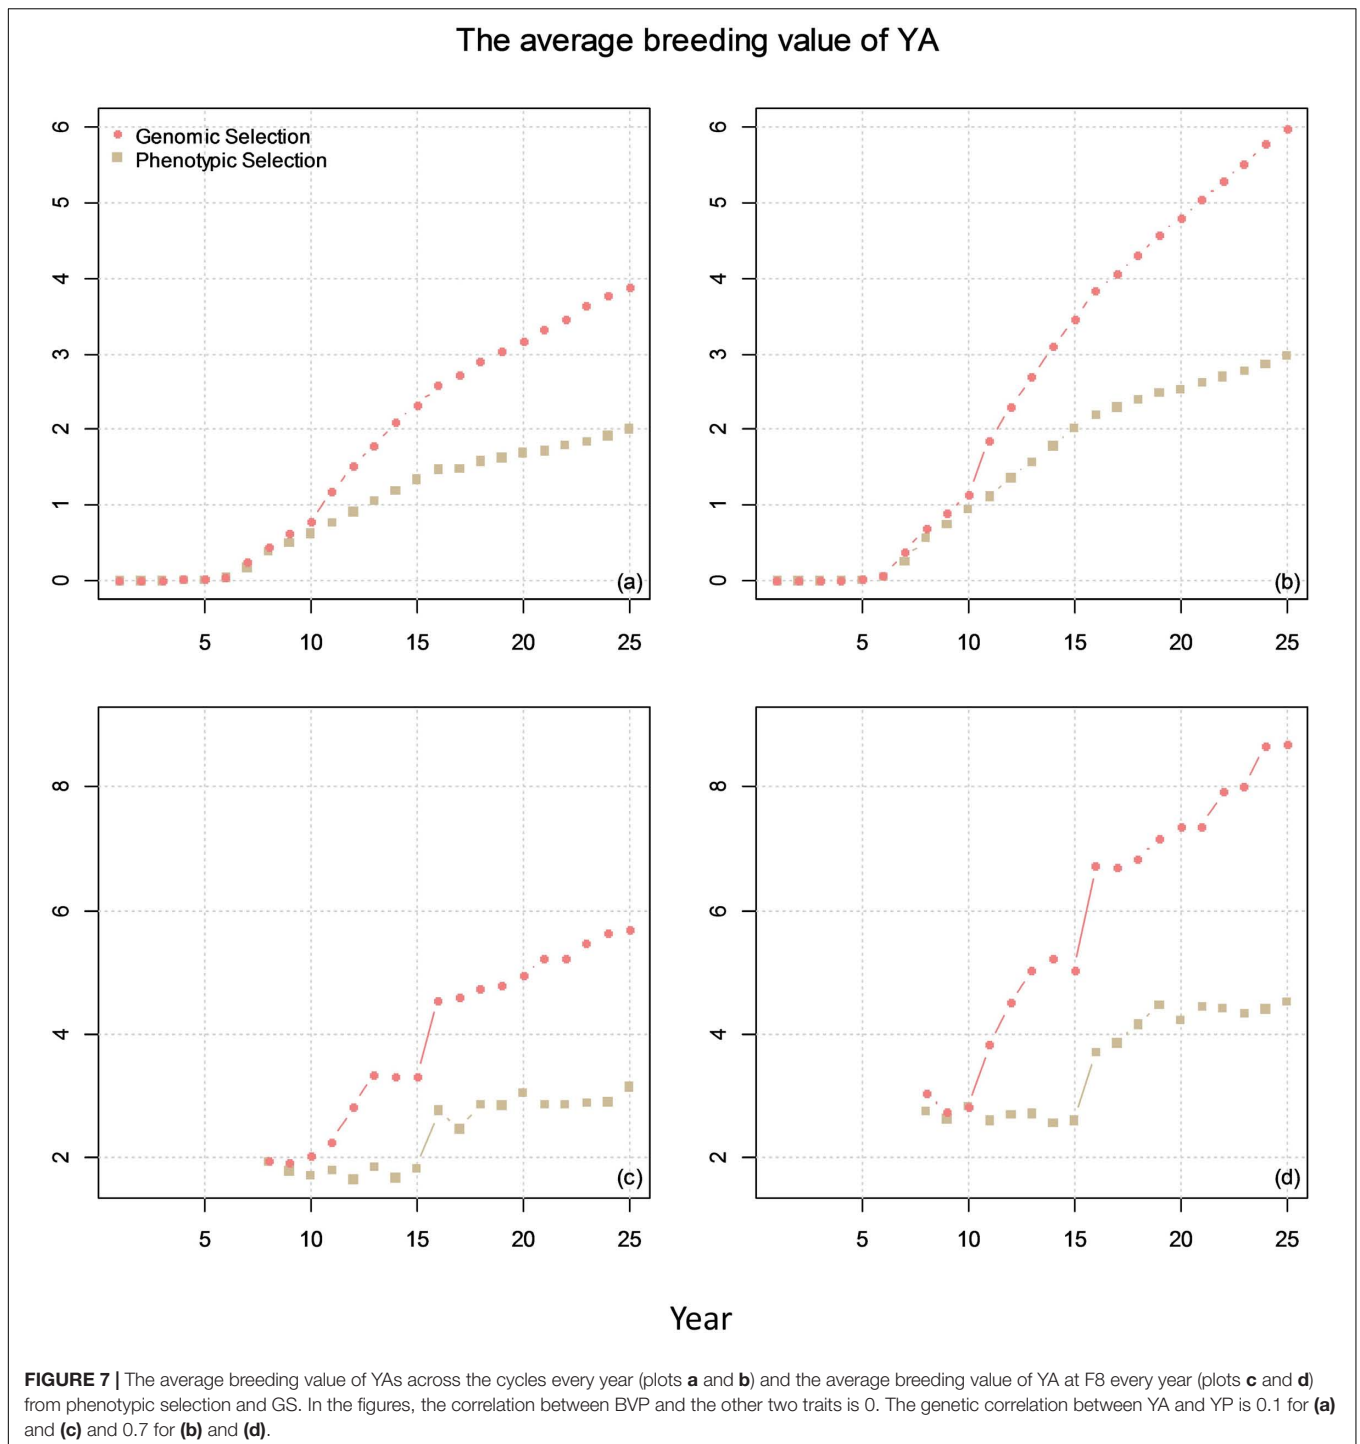 The average breeding value of YA
6
5
4
3
2
1
0
Genomic Selection
Phenotypic Selection
(a)
5 10 15 20 25
6
5
4
3
2
1
0
(b)
5 10 15 20 25
8
6
4
2
(c)
5 10 15 20 25
8
6
4
2
(d)
5 10 15 20 25
Year
FIGURE 7 | The average breeding value of YAs across the cycles every year (plots a and b) and the average breeding value of YA at F8 every year (plots c and d)
from phenotypic selection and GS. In the figures, the correlation between BVP and the other two traits is 0. The genetic correlation between YA and YP is 0.1 for (a)
and (c) and 0.7 for (b) and (d).